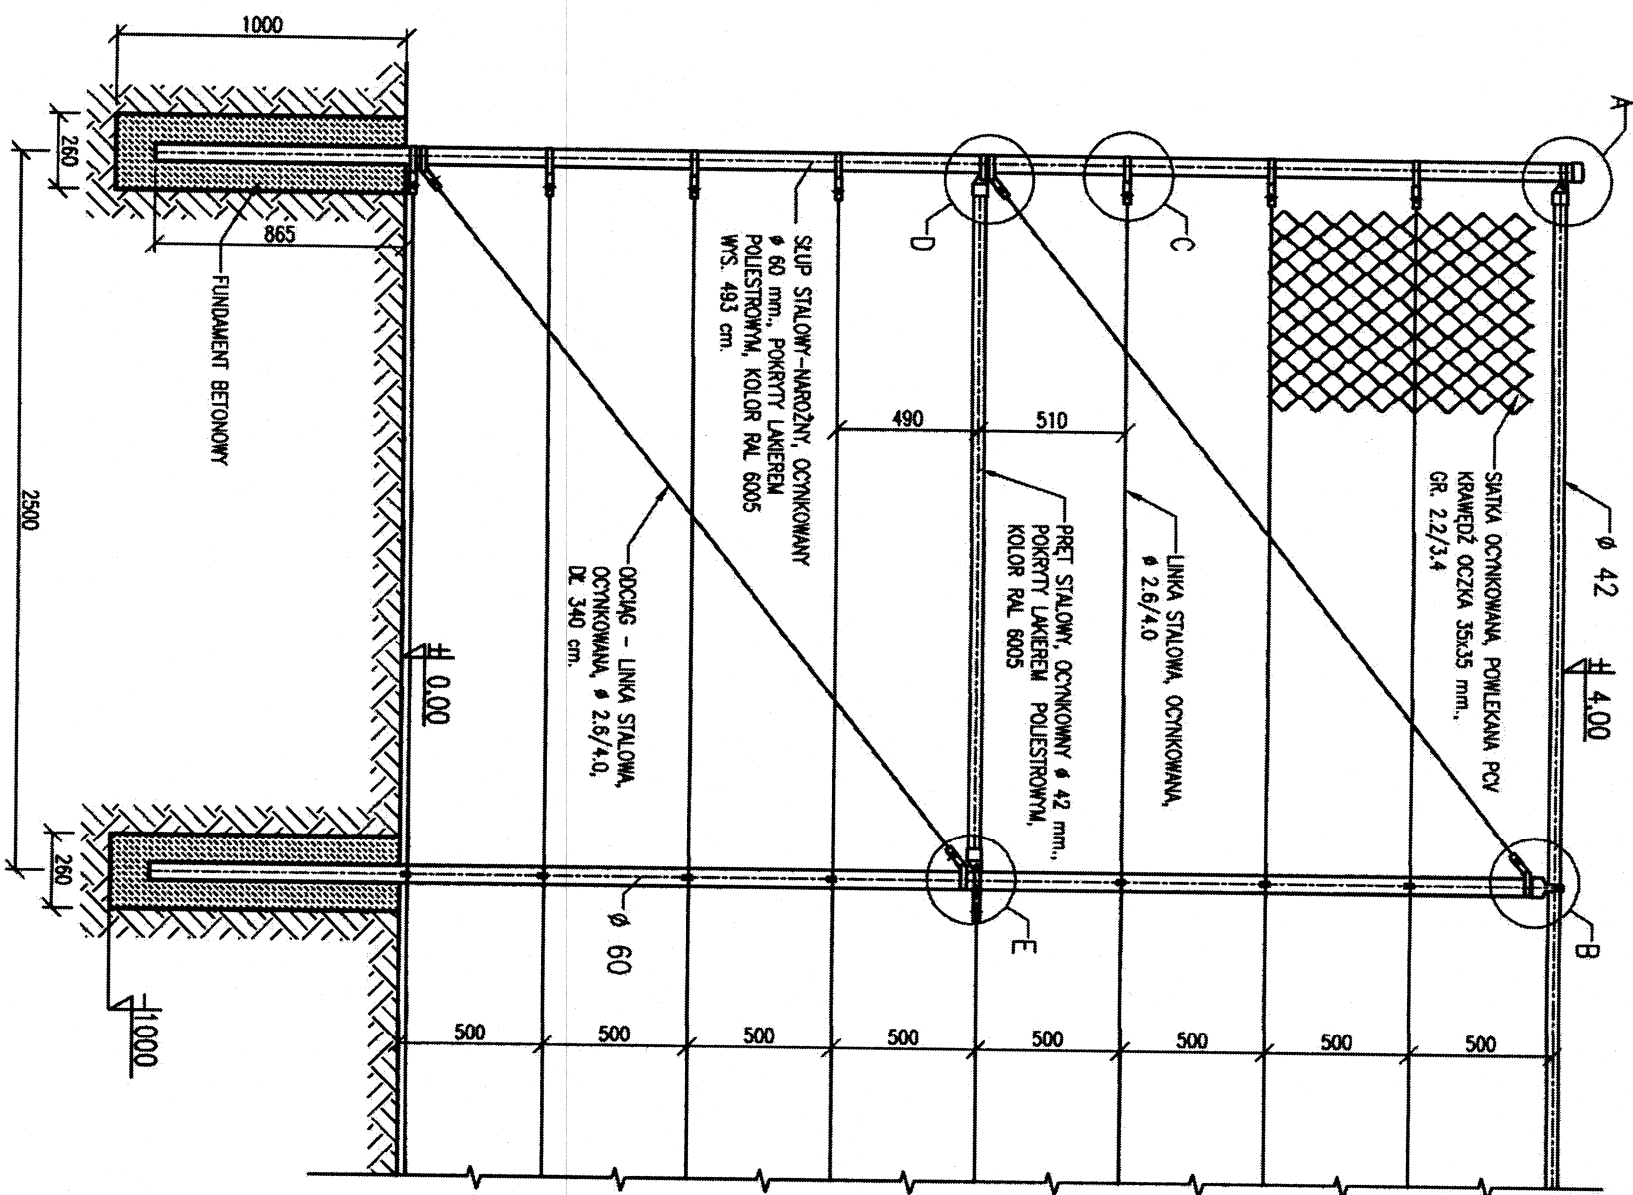 A
B
C
D
E
Ø 42
4,00
SIATKA OCYNKOWANA, POWLEKANA PCV
KRAWĘDŹ OCZKA 35x35 mm.,
GR. 2.2/3.4
LINKA STALOWA, OCYNKOWANA,
Ø 2.6/4.0
PRĘT STALOWY, OCYNKOWNY Ø 42 mm.,
POKRYTY LAKIEREM POLIESTROWYM,
KOLOR RAL 6005
510
490
SŁUP STALOWY-NAROŻNY, OCYNKOWANY
Ø 60 mm., POKRYTY LAKIEREM
POLIESTROWYM, KOLOR RAL 6005
WYS. 493 cm.
ODCIĄG - LINKA STALOWA,
OCYNKOWANA, Ø 2.6/4.0,
DŁ. 340 cm.
± 0,00
Ø 60
500
500
500
500
500
500
500
500
1000
865
260
260
2500
FUNDAMENT BETONOWY